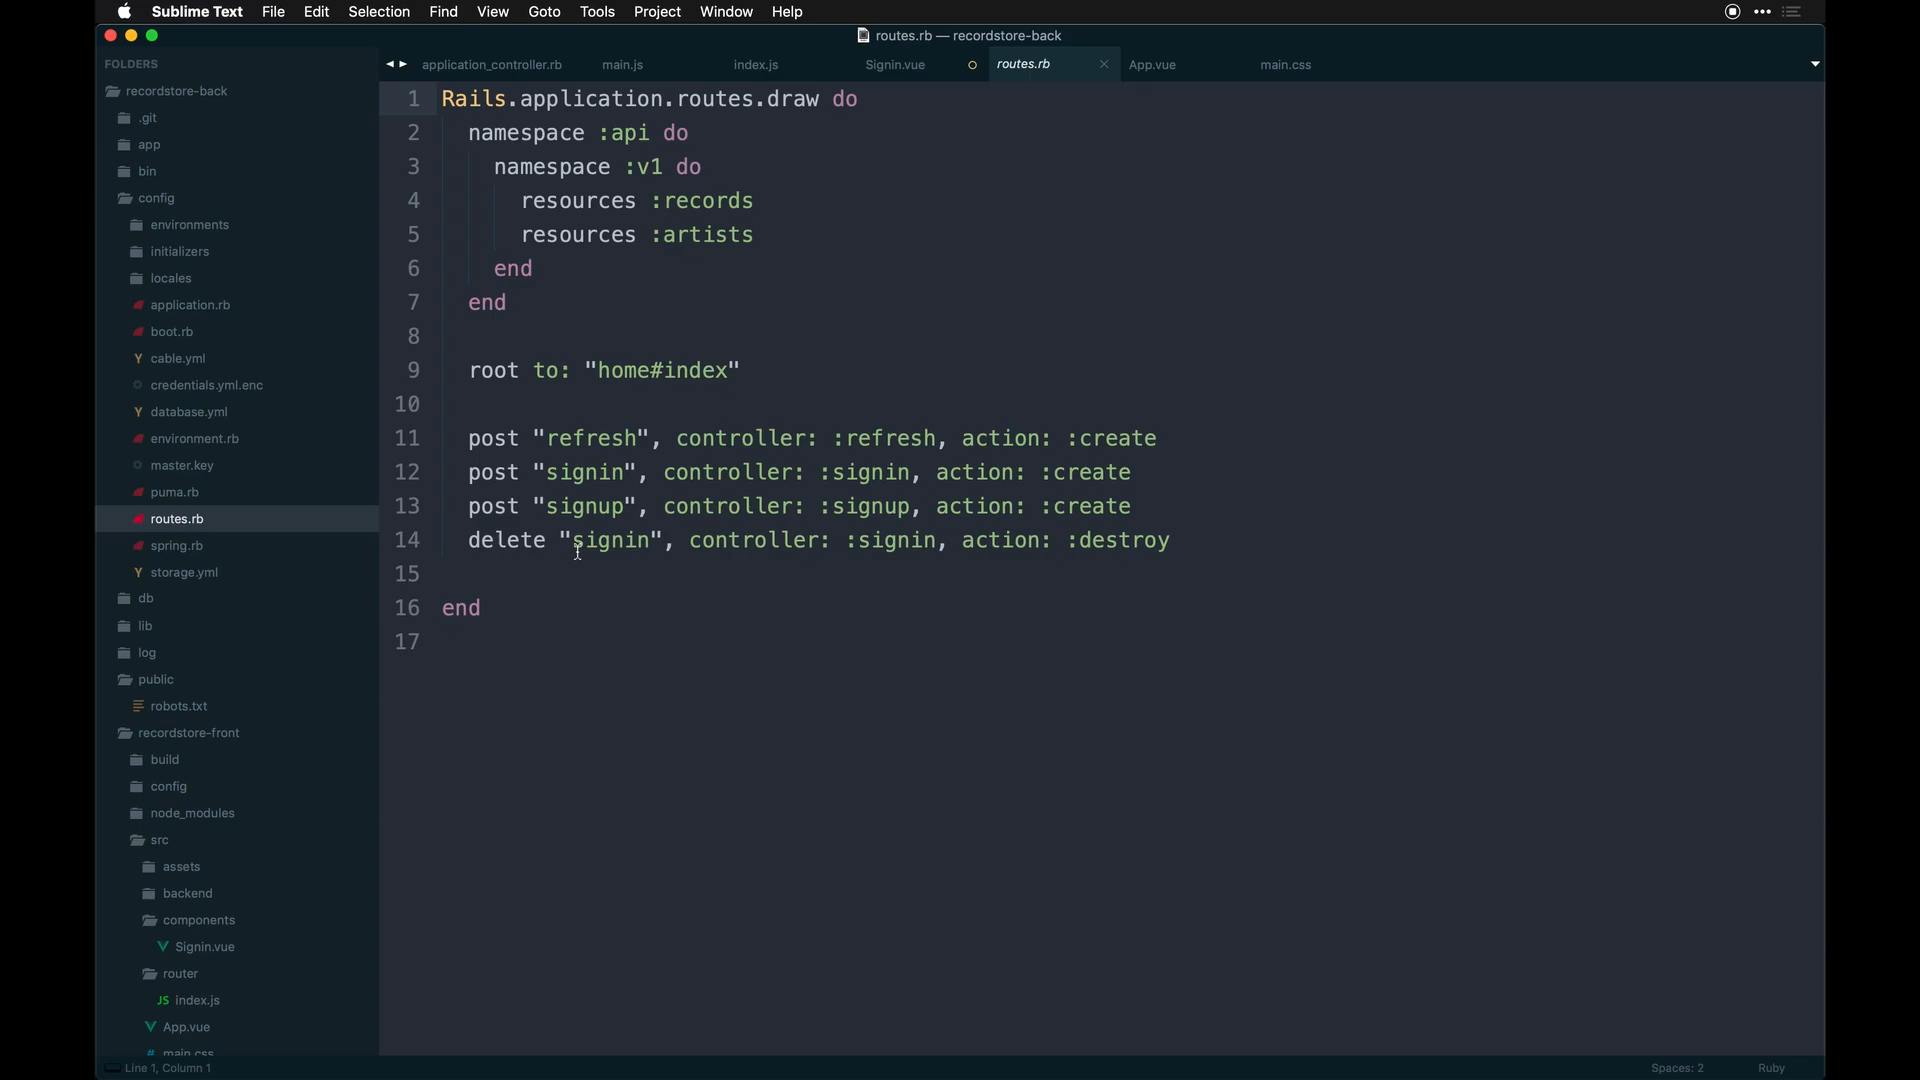 Sublime Text File Edit Selection Find View Goto Tools Project Window Help
routes.rb — recordstore-back
FOLDERS
recordstore-back
.git
app
bin
config
environments
initializers
locales
application.rb
boot.rb
cable.yml
credentials.yml.enc
database.yml
environment.rb
master.key
puma.rb
routes.rb
spring.rb
storage.yml
db
lib
log
public
robots.txt
recordstore-front
build
config
node_modules
src
assets
backend
components
Signin.vue
router
JS index.js
App.vue
# main.css
application_controller.rb main.js index.js Signin.vue routes.rb App.vue main.css
1 Rails.application.routes.draw do
2 namespace :api do
3 namespace :v1 do
4 resources :records
5 resources :artists
6 end
7 end
8
9 root to: "home#index"
10
11 post "refresh", controller: :refresh, action: :create
12 post "signin", controller: :signin, action: :create
13 post "signup", controller: :signup, action: :create
14 delete "signin", controller: :signin, action: :destroy
15
16 end
17
Line 1, Column 1 Spaces: 2 Ruby